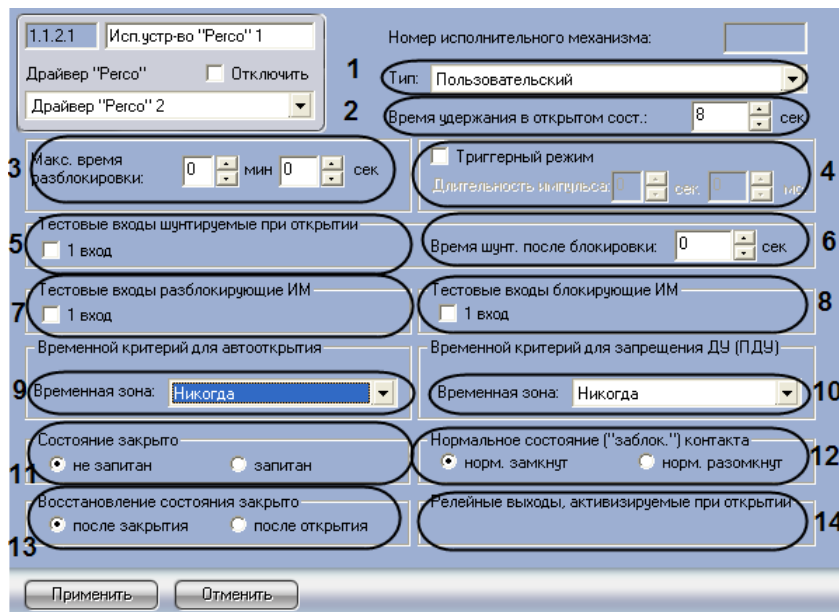 1.1.2.1 Исп.устр-во "Perco" 1
Номер исполнительного механизма:
Драйвер "Perco" Отключить
1 Тип: Пользовательский
Драйвер "Perco" 2
2 Время удержания в открытом сост.: 8 сек
3 Макс. время разблокировки: 0 мин 0 сек
Триггерный режим 4
Длительность импульса: 0 сек 0 мс
Тестовые входы шунтируемые при открытии
5 1 вход
Время шунт. после блокировки: 0 сек 6
Тестовые входы разблокирующие ИМ
7 1 вход
Тестовые входы блокирующие ИМ
1 вход 8
Временной критерий для автооткрытия
9 Временная зона: Никогда
Временной критерий для запрещения ДУ (ПДУ)
Временная зона: Никогда 10
Состояние закрыто
11 не запитан запитан
Нормальное состояние ("заблок.") контакта
норм. замкнут норм. разомкнут 12
Восстановление состояния закрыто
13 после закрытия после открытия
Релейные выходы, активизируемые при открытии
14
Применить Отменить